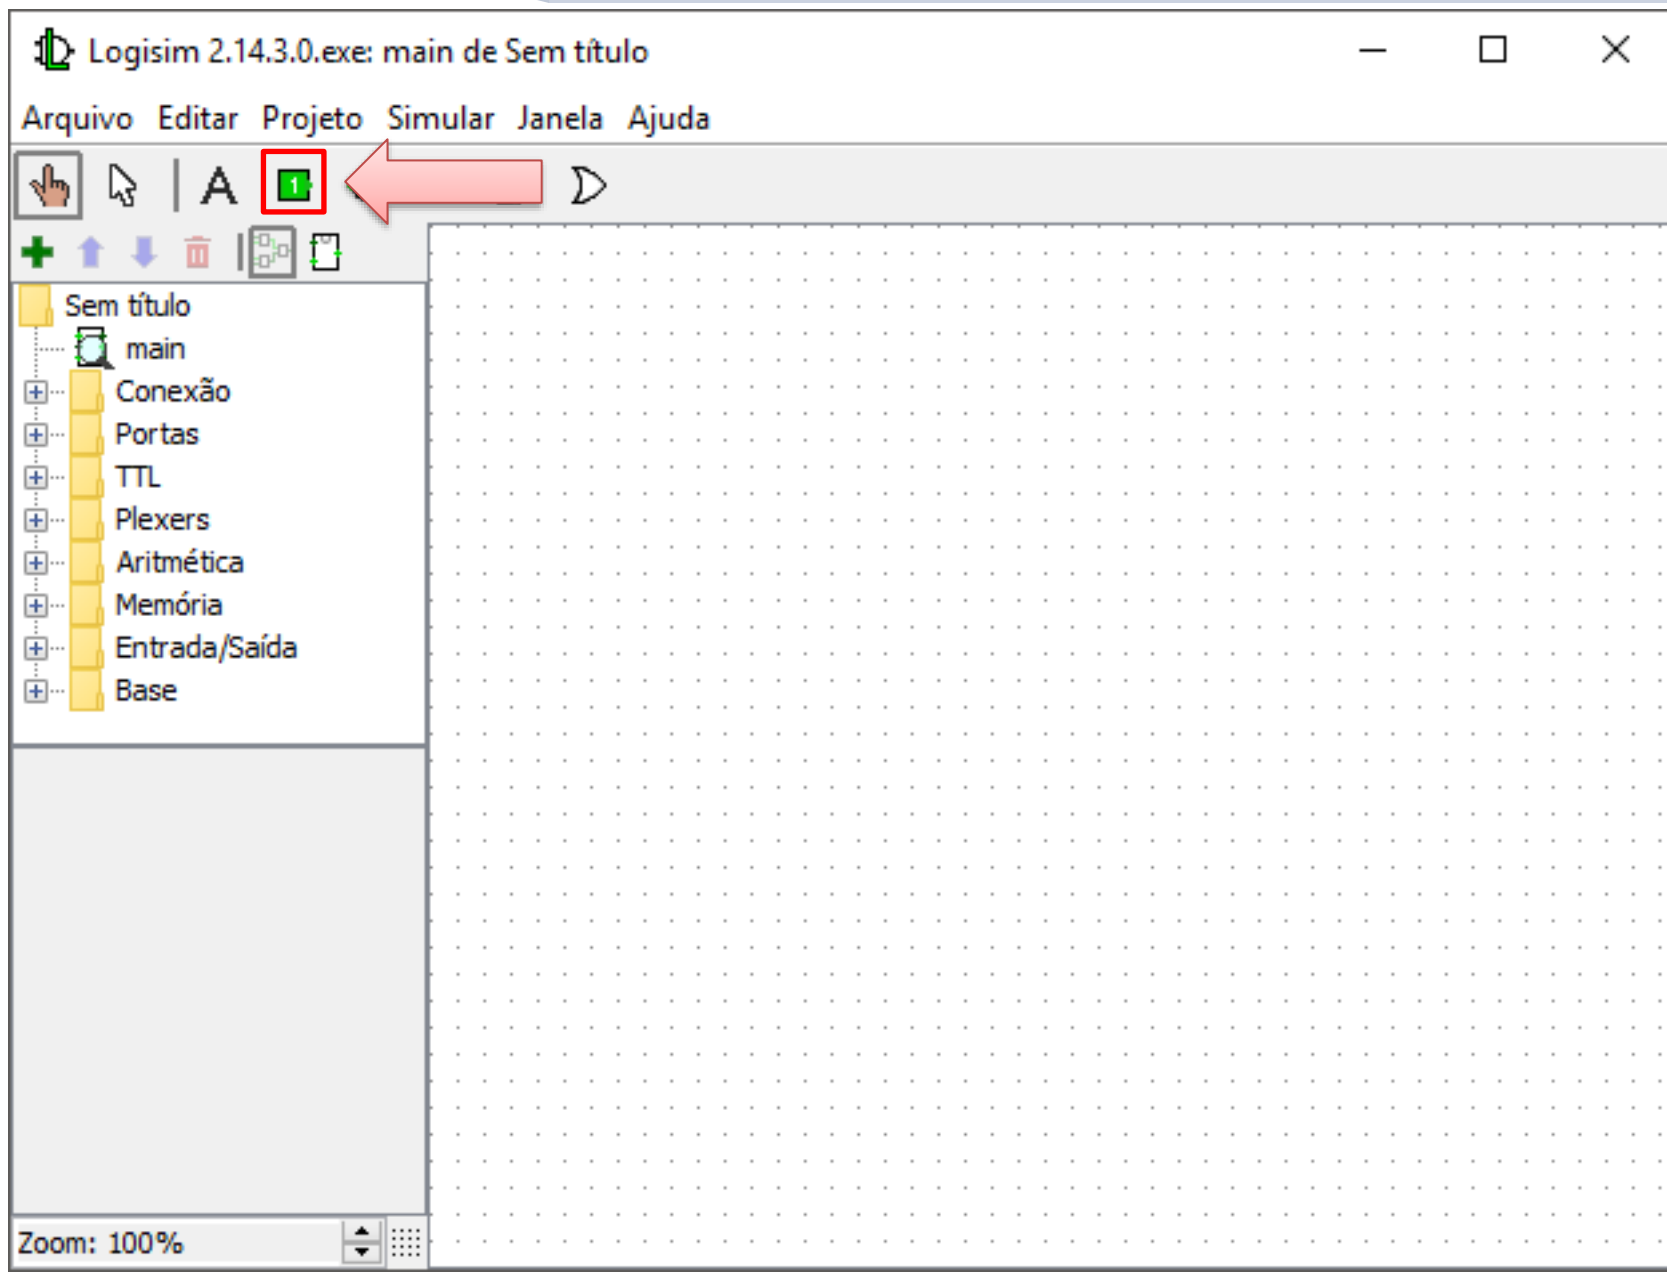 Logisim 2.14.3.0.exe: main de Sem título
Arquivo Editar Projeto Simular Janela Ajuda
A 1
Sem título
main
Conexão
Portas
TTL
Plexers
Aritmética
Memória
Entrada/Saída
Base
Zoom: 100%